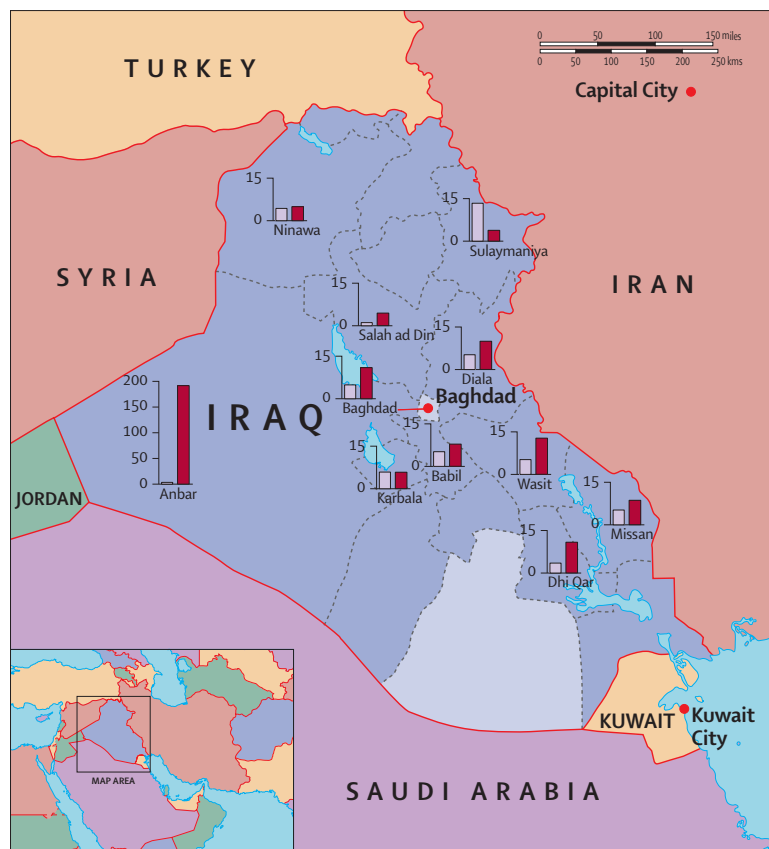 TURKEY
0 50 100 150 miles
0 50 100 150 200 250 kms
Capital City
15
0
Ninawa
15
0
Sulaymaniya
SYRIA
IRAN
15
0
Salah ad Din
15
0
Diala
15
0
Baghdad
Baghdad
200
150
100
50
0
Anbar
IRAQ
15
0
Karbala
15
0
Babil
15
0
Wasit
JORDAN
15
0
Missan
15
0
Dhi Qar
KUWAIT
Kuwait
City
MAP AREA
SAUDI ARABIA